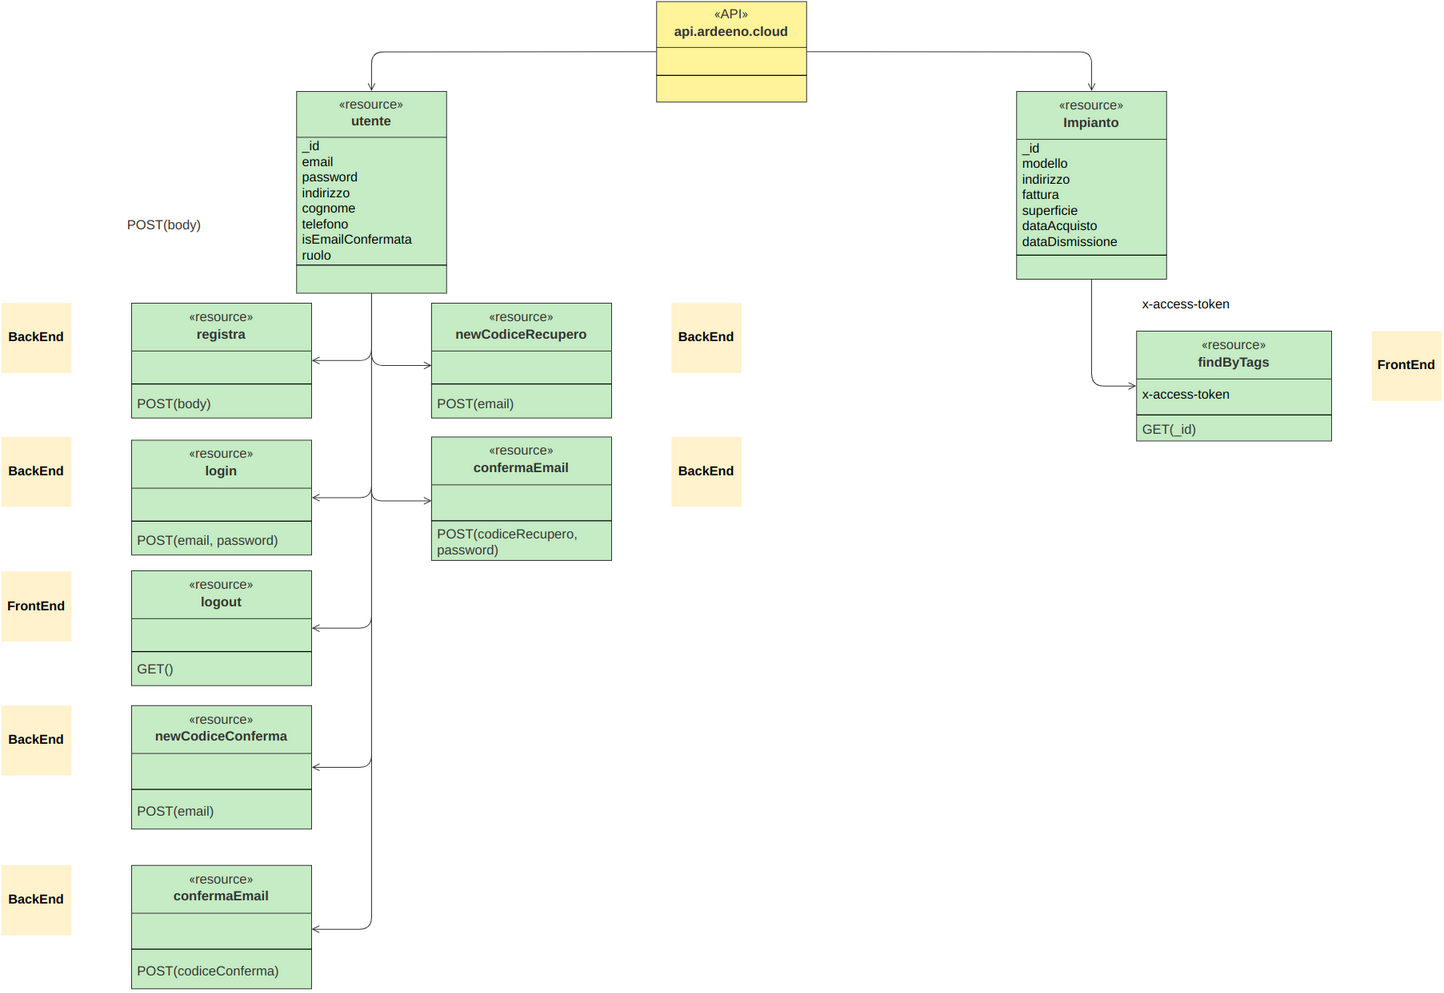 «API»
api.ardeeno.cloud
«resource»
utente
_id
email
password
indirizzo
cognome
telefono
isEmailConfermata
ruolo
«resource»
Impianto
_id
modello
indirizzo
fattura
superficie
dataAcquisto
dataDismissione
POST(body)
BackEnd
«resource»
registra
POST(body)
«resource»
newCodiceRecupero
POST(email)
BackEnd
x-access-token
«resource»
findByTags
x-access-token
GET(_id)
FrontEnd
BackEnd
«resource»
login
POST(email, password)
«resource»
confermaEmail
POST(codiceRecupero,
password)
BackEnd
FrontEnd
«resource»
logout
GET()
BackEnd
«resource»
newCodiceConferma
POST(email)
BackEnd
«resource»
confermaEmail
POST(codiceConferma)